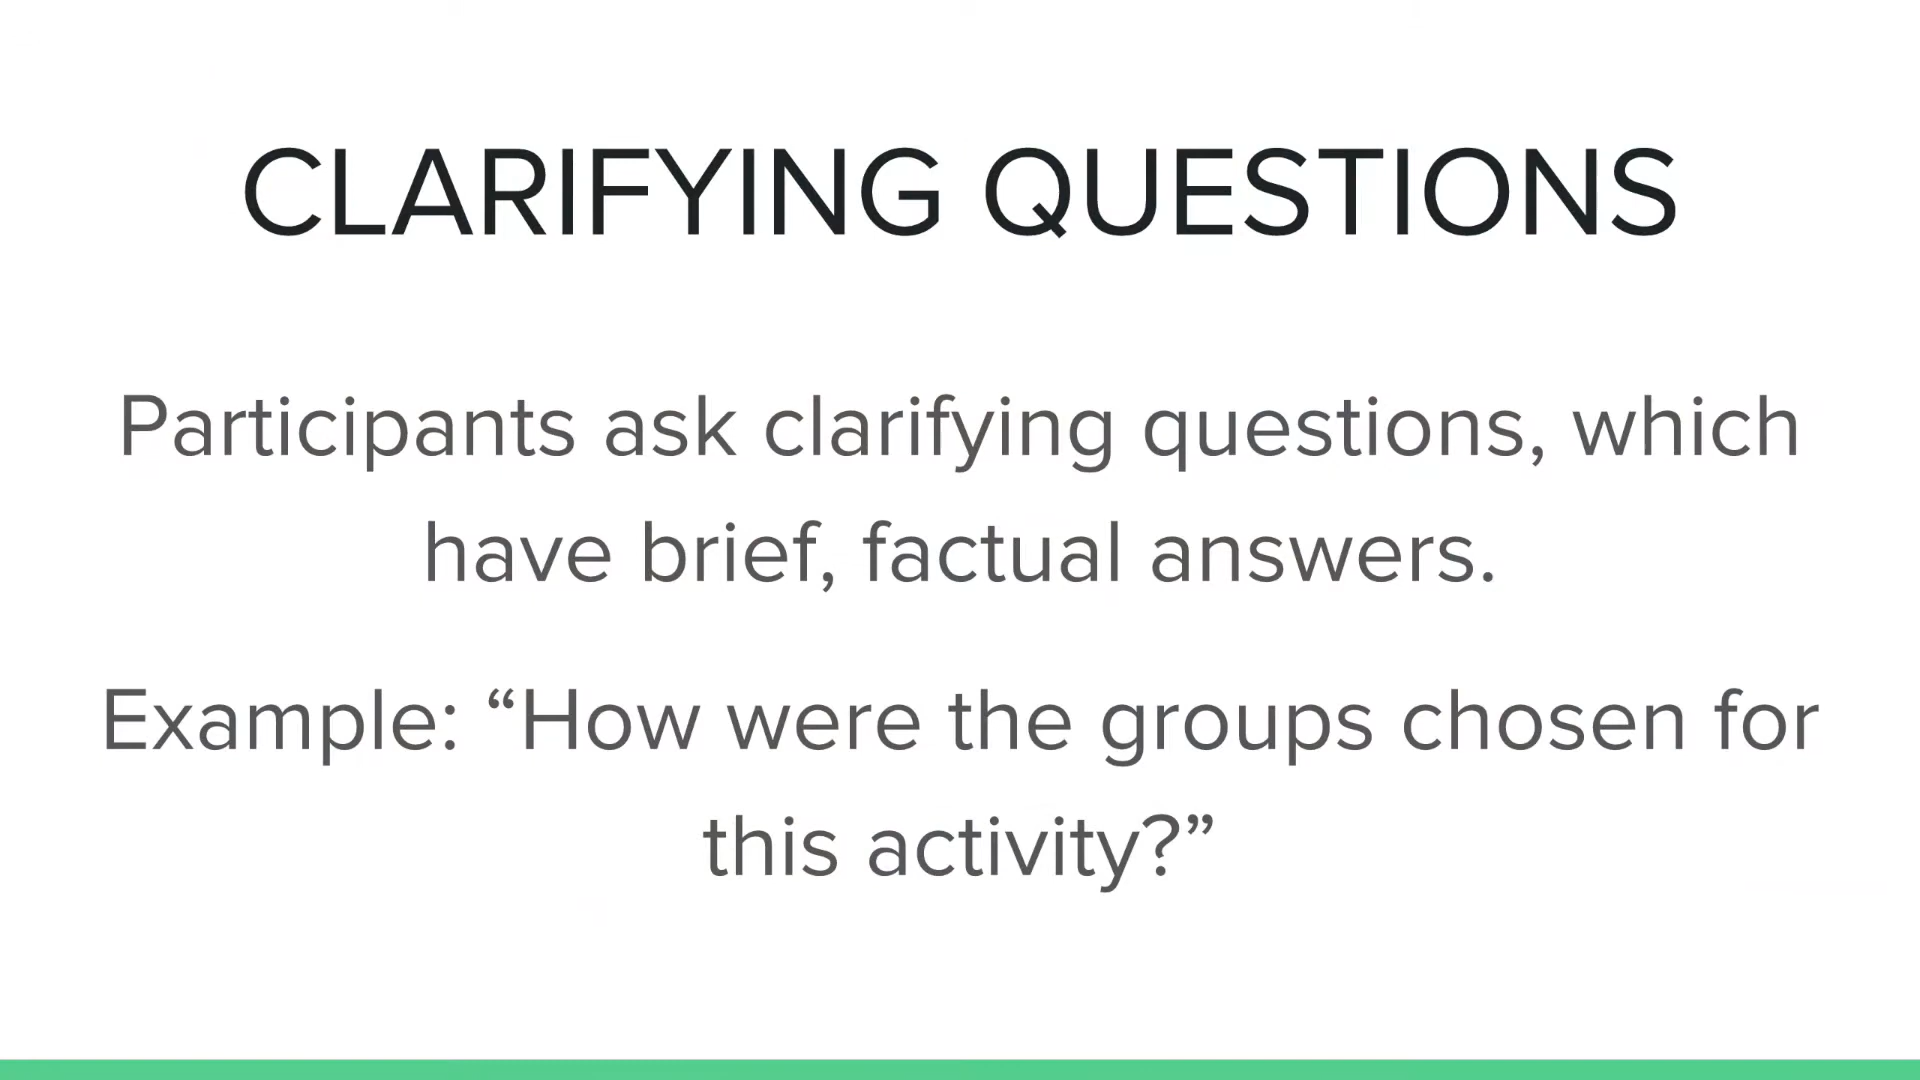 CLARIFYING QUESTIONS
Participants ask clarifying questions, which
have brief, factual answers.
Example: “How were the groups chosen for
this activity?”